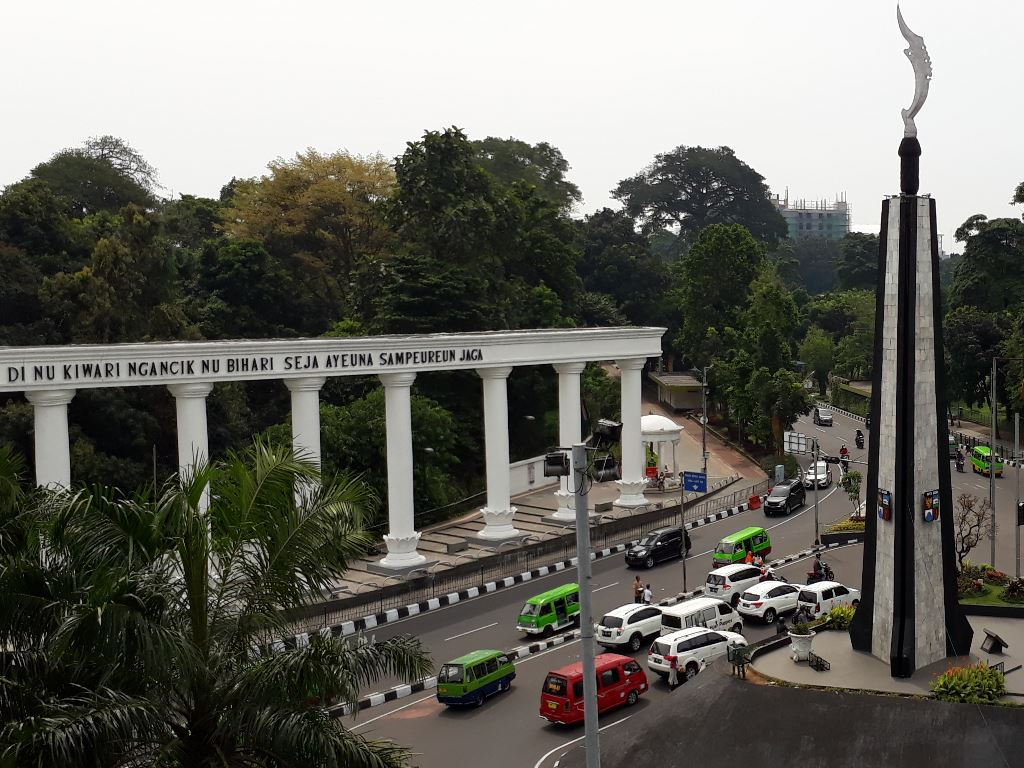 DI NU KIWARI NGANCIK NU BIHARI SEJA AYEUNA SAMPEUREUN JAGA